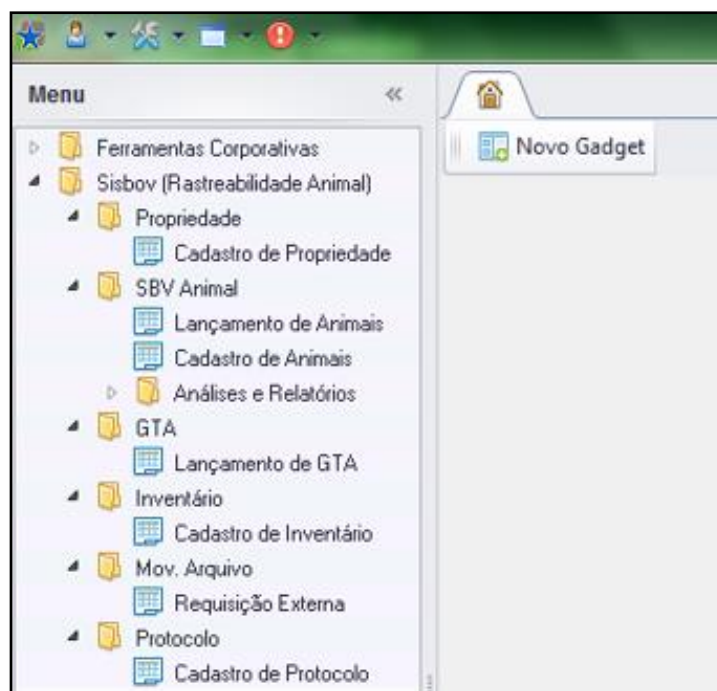 Menu
Ferramentas Corporativas
Sisbov (Rastreabilidade Animal)
Propriedade
Cadastro de Propriedade
SBV Animal
Lançamento de Animais
Cadastro de Animais
Análises e Relatórios
GTA
Lançamento de GTA
Inventário
Cadastro de Inventário
Mov. Arquivo
Requisição Externa
Protocolo
Cadastro de Protocolo
Novo Gadget